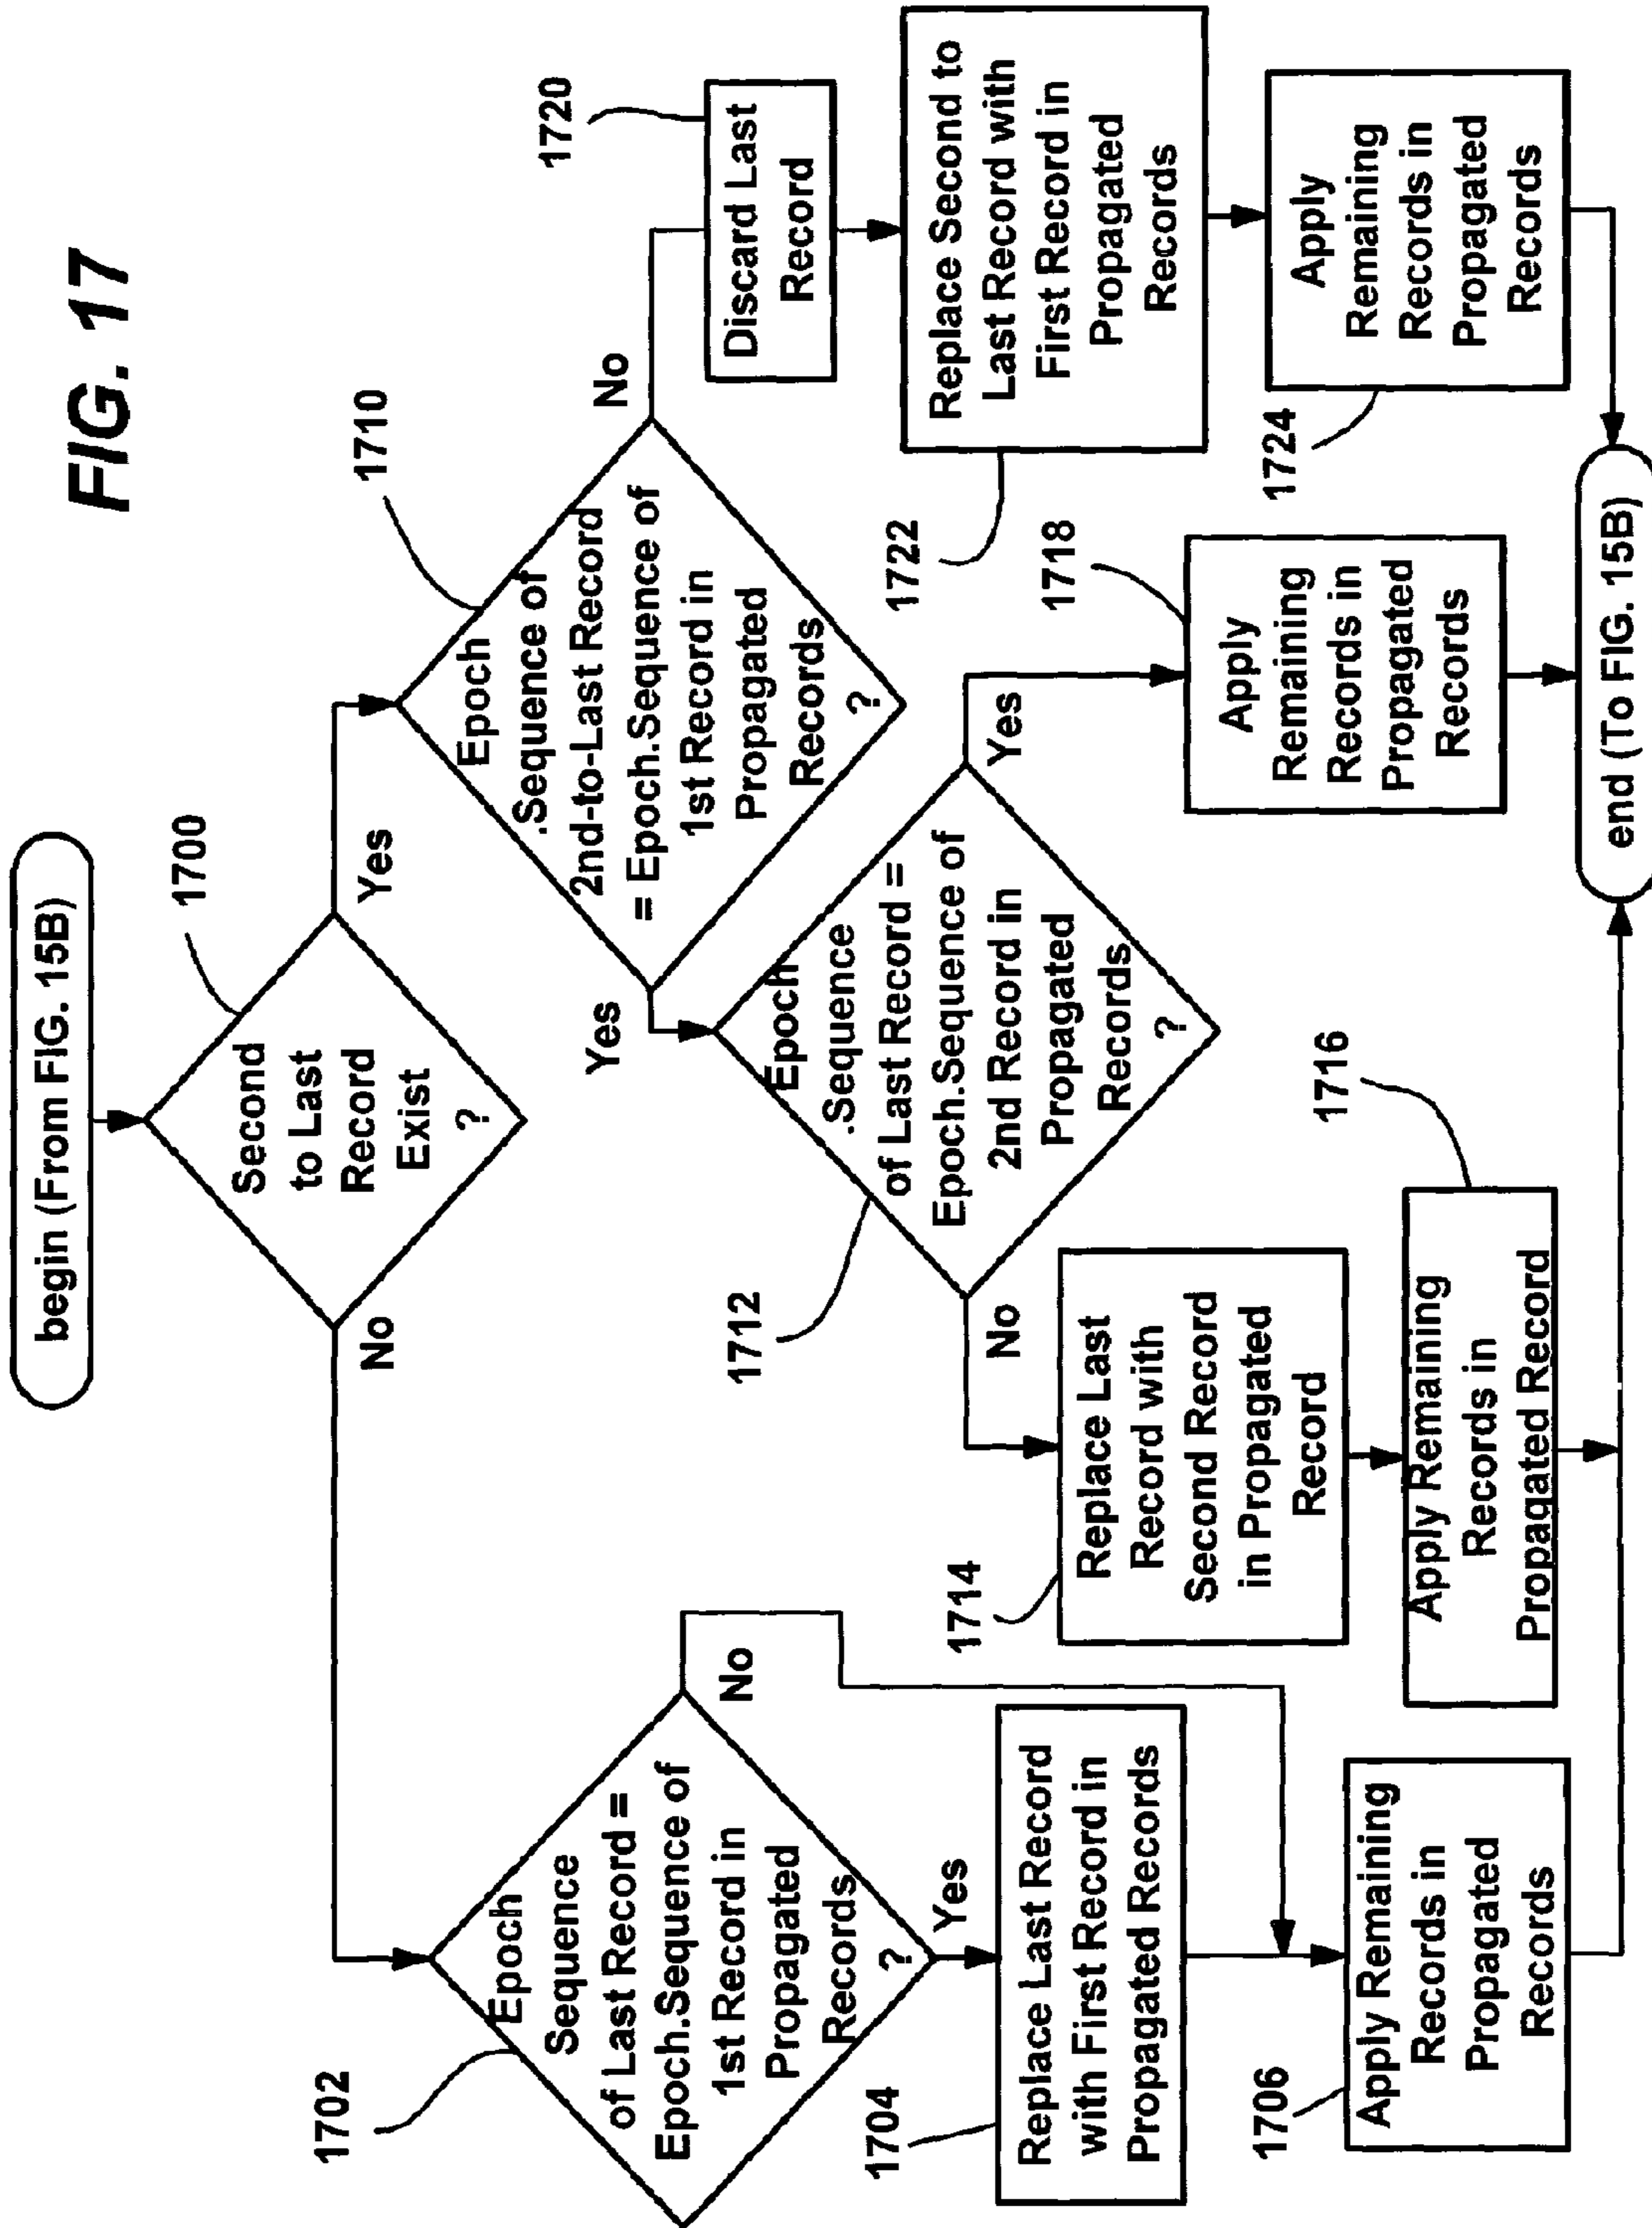 FIG. 17
begin (From FIG. 15B)
1700
Second
to Last
Record
Exist
?
No
Yes
1702
Epoch
Sequence
of Last Record =
Epoch.Sequence of
1st Record in
Propagated
Records
?
No
Yes
1704
Replace Last Record
with First Record in
Propagated Records
1706
Apply Remaining
Records in
Propagated
Records
1710
Epoch
.Sequence of
2nd-to-Last Record
= Epoch.Sequence of
1st Record in
Propagated
Records
?
Yes
No
1712
Epoch
.Sequence
of Last Record =
Epoch.Sequence of
2nd Record in
Propagated
Records
?
No
Yes
1714
Replace Last
Record with
Second Record
in Propagated
Record
1716
Apply Remaining
Records in
Propagated Record
1718
Apply
Remaining
Records in
Propagated
Records
1720
Discard Last
Record
1722
Replace Second to
Last Record with
First Record in
Propagated
Records
1724
Apply
Remaining
Records in
Propagated
Records
end (To FIG. 15B)